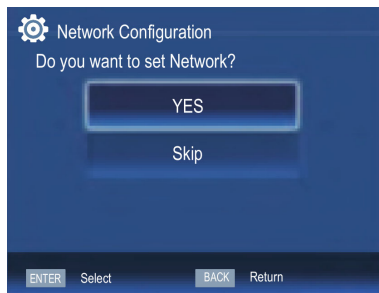 Network Configuration
Do you want to set Network?
YES
Skip
ENTER Select BACK Return